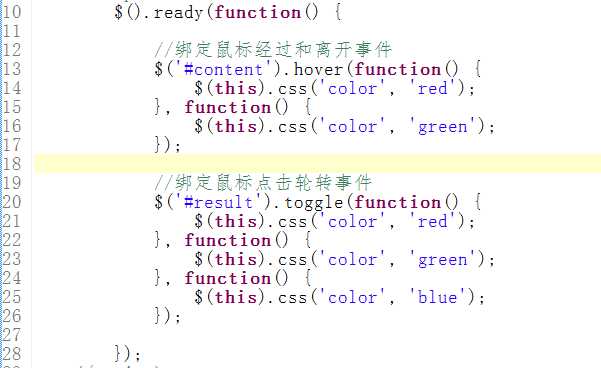 10 $().ready(function() {
11
12 //绑定鼠标经过和离开事件
13 $('#content').hover(function() {
14 $(this).css('color', 'red');
15 }, function() {
16 $(this).css('color', 'green');
17 });
18
19 //绑定鼠标点击轮转事件
20 $('#result').toggle(function() {
21 $(this).css('color', 'red');
22 }, function() {
23 $(this).css('color', 'green');
24 }, function() {
25 $(this).css('color', 'blue');
26 });
27
28 });